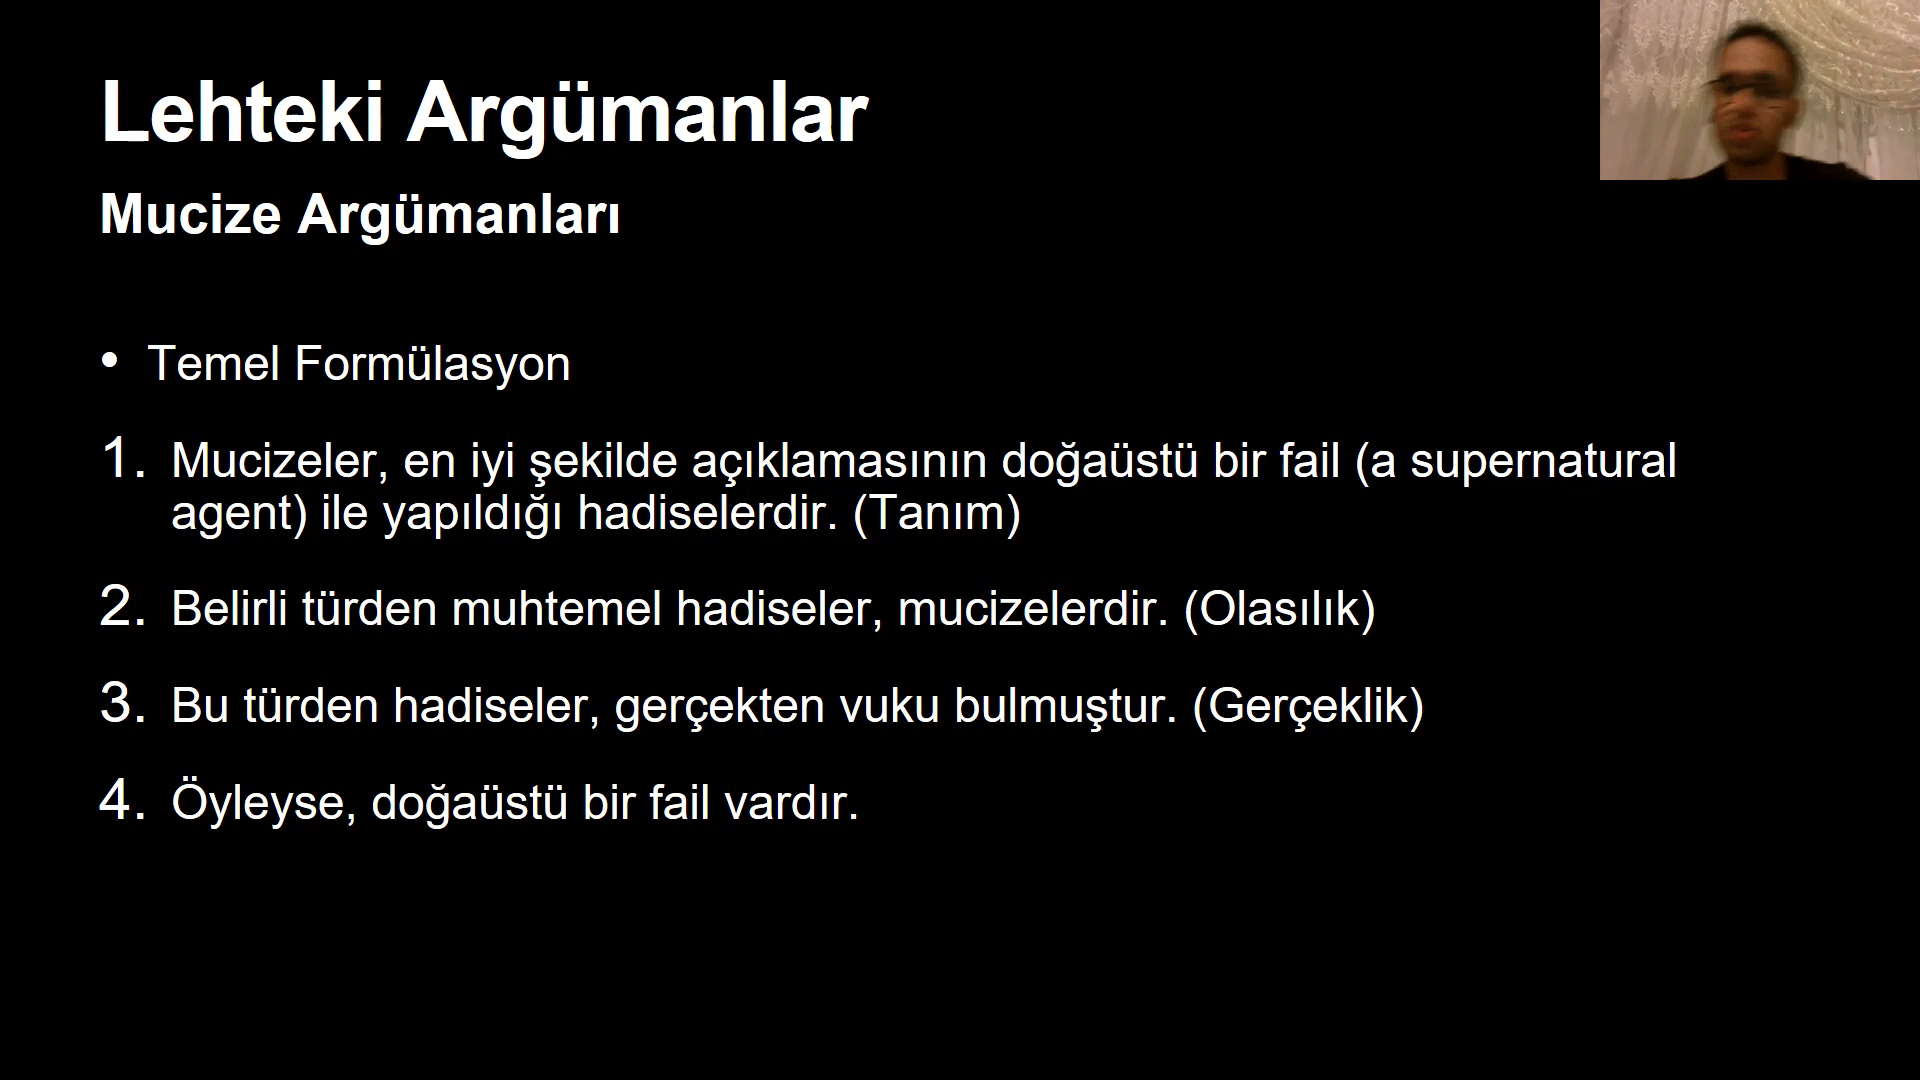 Lehteki Argümanlar
Mucize Argümanları
• Temel Formülasyon
1. Mucizeler, en iyi şekilde açıklamasının doğaüstü bir fail (a supernatural
agent) ile yapıldığı hadiselerdir. (Tanım)
2. Belirli türden muhtemel hadiseler, mucizelerdir. (Olasılık)
3. Bu türden hadiseler, gerçekten vuku bulmuştur. (Gerçeklik)
4. Öyleyse, doğaüstü bir fail vardır.